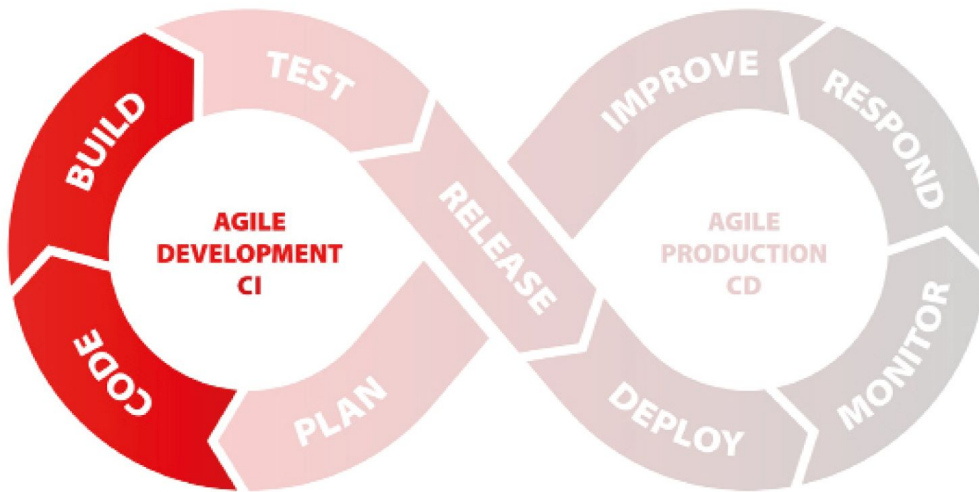 TEST
BUILD
CODE
PLAN
RELEASE
AGILE
DEVELOPMENT
CI
IMPROVE
RESPOND
MONITOR
DEPLOY
AGILE
PRODUCTION
CD